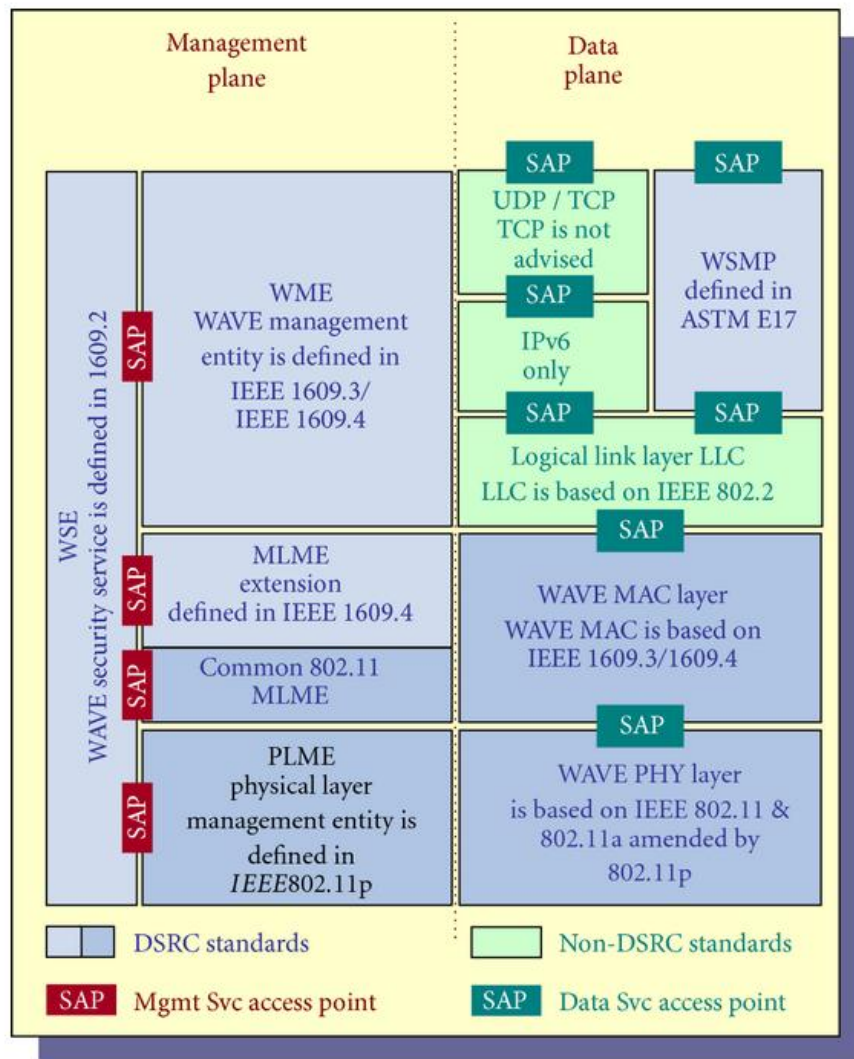 Management
plane
Data
plane
WSE
WAVE security service is defined in 1609.2
SAP
WME
WAVE management
entity is defined in
IEEE 1609.3/
IEEE 1609.4
SAP
MLME
extension
defined in IEEE 1609.4
SAP
Common 802.11
MLME
SAP
PLME
physical layer
management entity is
defined in
IEEE802.11p
SAP
UDP / TCP
TCP is not
advised
SAP
WSMP
defined in
ASTM E17
SAP
IPv6
only
SAP
SAP
Logical link layer LLC
LLC is based on IEEE 802.2
SAP
WAVE MAC layer
WAVE MAC is based on
IEEE 1609.3/1609.4
SAP
WAVE PHY layer
is based on IEEE 802.11 &
802.11a amended by
802.11p
DSRC standards
Non-DSRC standards
SAP Mgmt Svc access point
SAP Data Svc access point